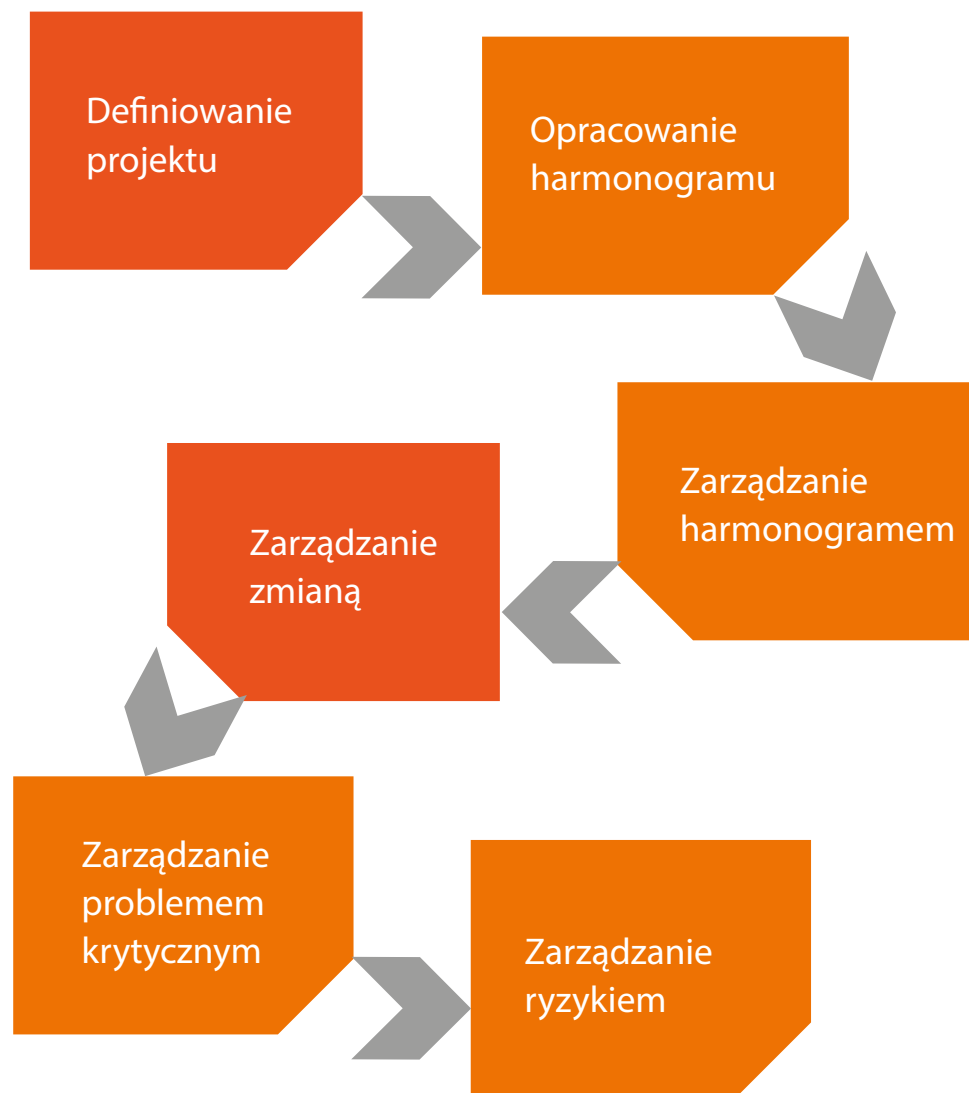 Definiowanie
projektu
Opracowanie
harmonogramu
Zarządzanie
harmonogramem
Zarządzanie
zmianą
Zarządzanie
problemem
krytycznym
Zarządzanie
ryzykiem